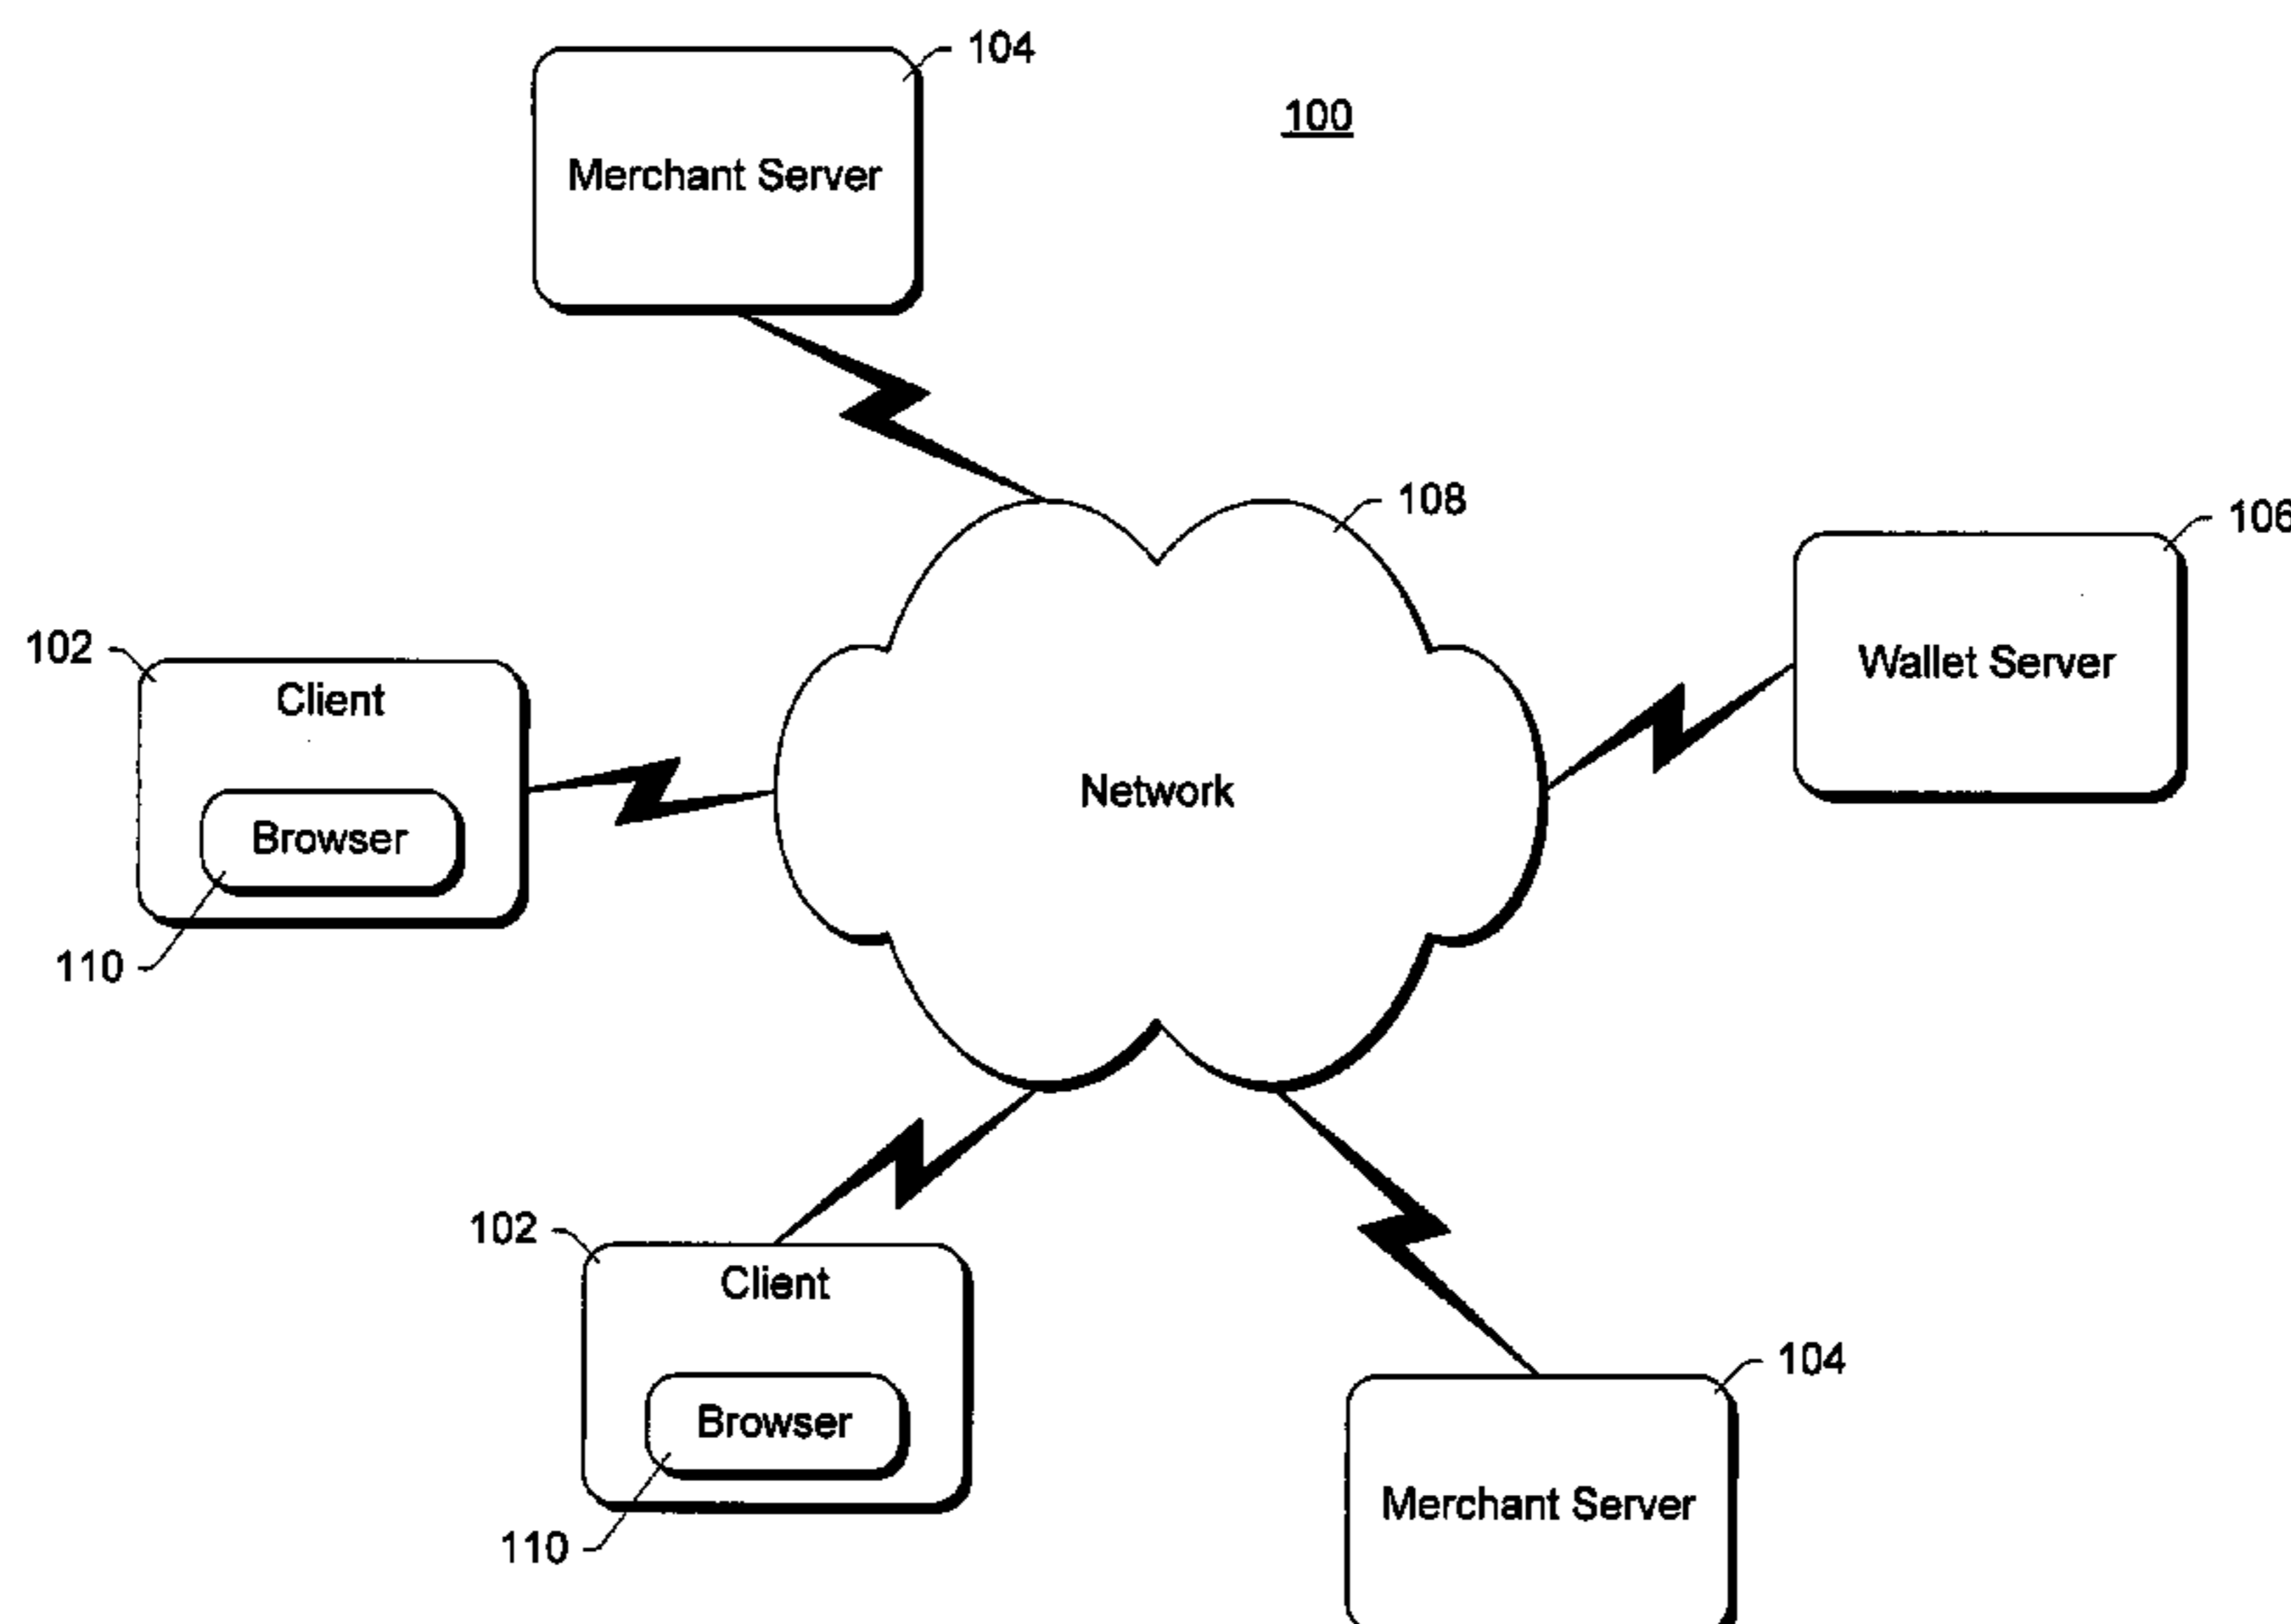 104
100
Merchant Server
108
106
102
Client
Wallet Server
Network
Browser
110
102
Client
104
Browser
Merchant Server
110